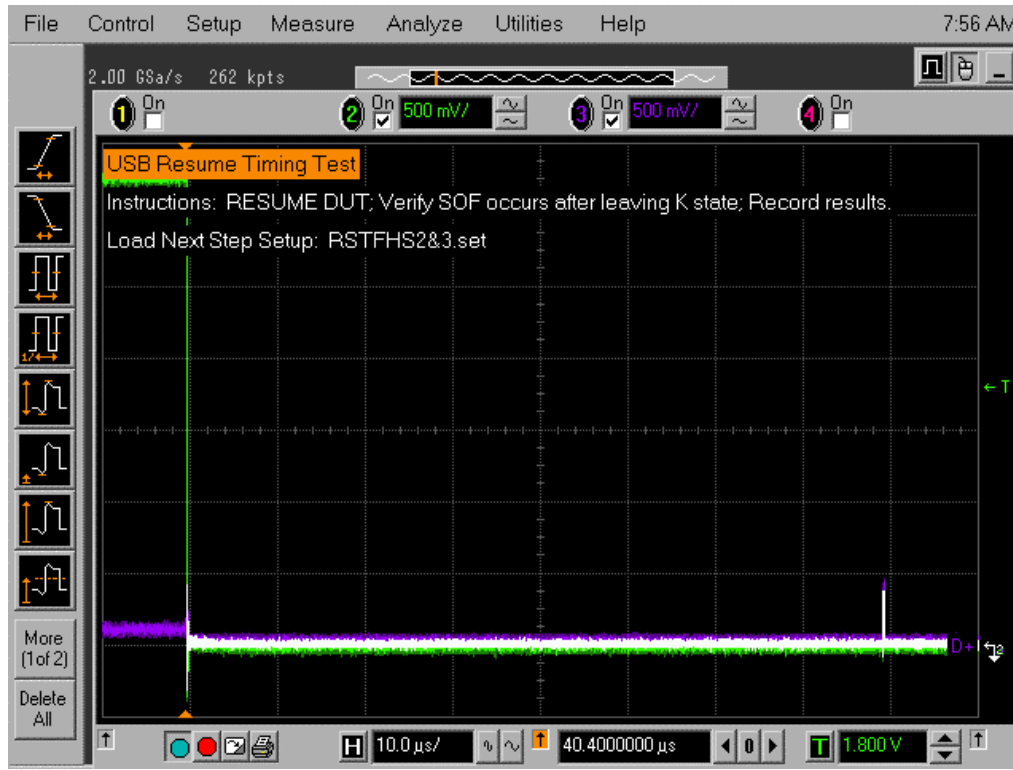 File Control Setup Measure Analyze Utilities Help 7:56 AM
2.00 GSa/s 262 kpts
1 On 2 On 500 mV/ 3 On 500 mV/ 4 On
USB Resume Timing Test
Instructions: RESUME DUT; Verify SOF occurs after leaving K state; Record results.
Load Next Step Setup: RSTFHS2&3.set
T
More
(1of 2)
D+
Delete
All
H 10.0 µs/ 40.4000000 µs 0 T 1.800 V